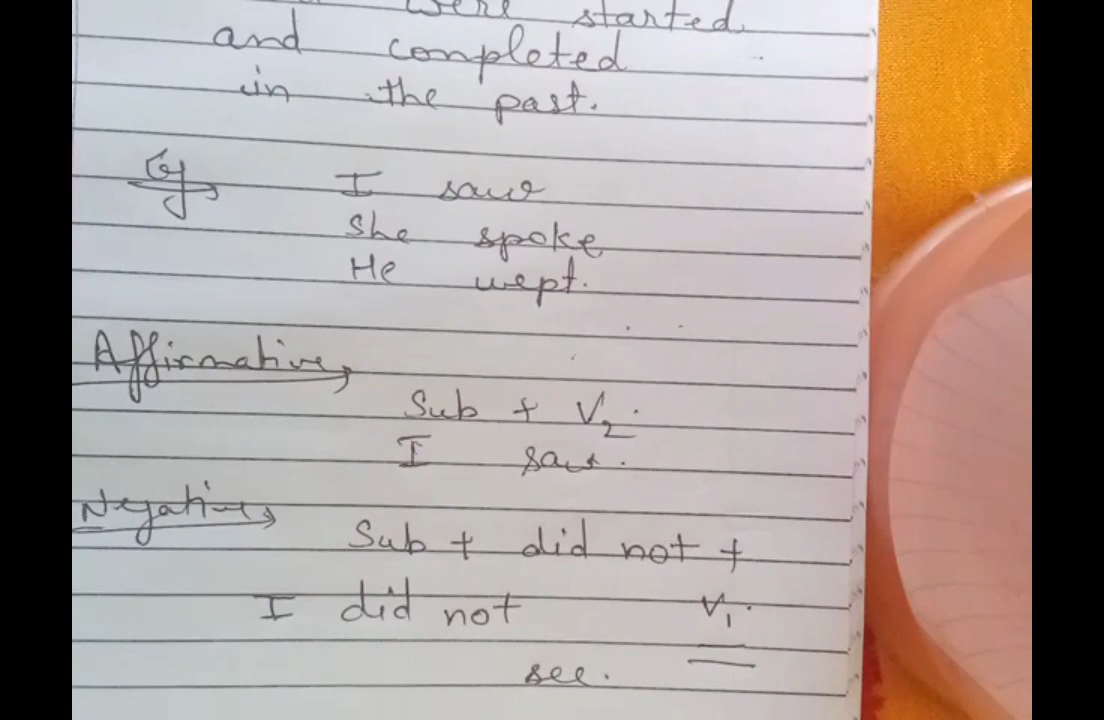 were started
and completed
in the past.
Eg
I saw
She spoke
He wept.
Affirmative
Sub + V2.
I saw.
Negative
Sub + did not +
V1.
I did not
see.